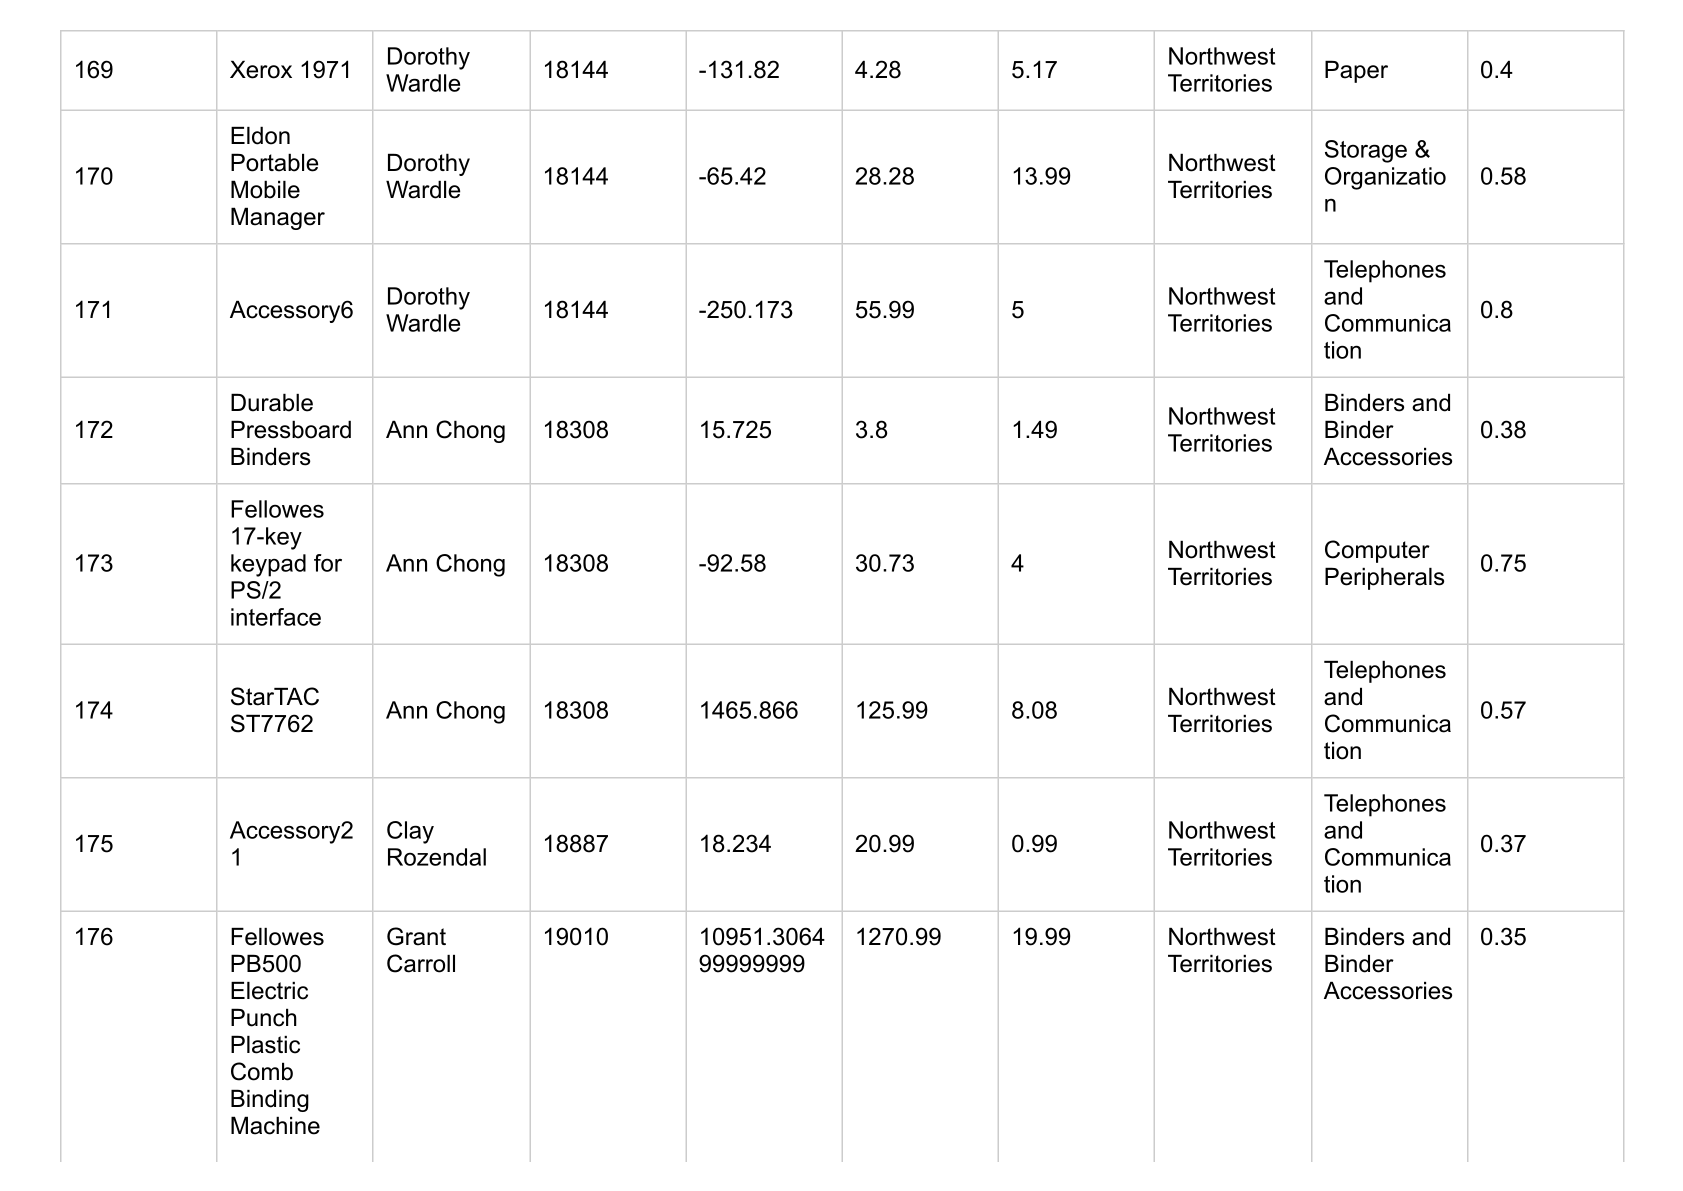 169 Xerox 1971 Dorothy Wardle 18144 -131.82 4.28 5.17 Northwest Territories Paper 0.4
170 Eldon Portable Mobile Manager Dorothy Wardle 18144 -65.42 28.28 13.99 Northwest Territories Storage & Organization 0.58
171 Accessory6 Dorothy Wardle 18144 -250.173 55.99 5 Northwest Territories Telephones and Communication 0.8
172 Durable Pressboard Binders Ann Chong 18308 15.725 3.8 1.49 Northwest Territories Binders and Binder Accessories 0.38
173 Fellowes 17-key keypad for PS/2 interface Ann Chong 18308 -92.58 30.73 4 Northwest Territories Computer Peripherals 0.75
174 StarTAC ST7762 Ann Chong 18308 1465.866 125.99 8.08 Northwest Territories Telephones and Communication 0.57
175 Accessory21 Clay Rozendal 18887 18.234 20.99 0.99 Northwest Territories Telephones and Communication 0.37
176 Fellowes PB500 Electric Punch Plastic Comb Binding Machine Grant Carroll 19010 10951.306499999999 1270.99 19.99 Northwest Territories Binders and Binder Accessories 0.35